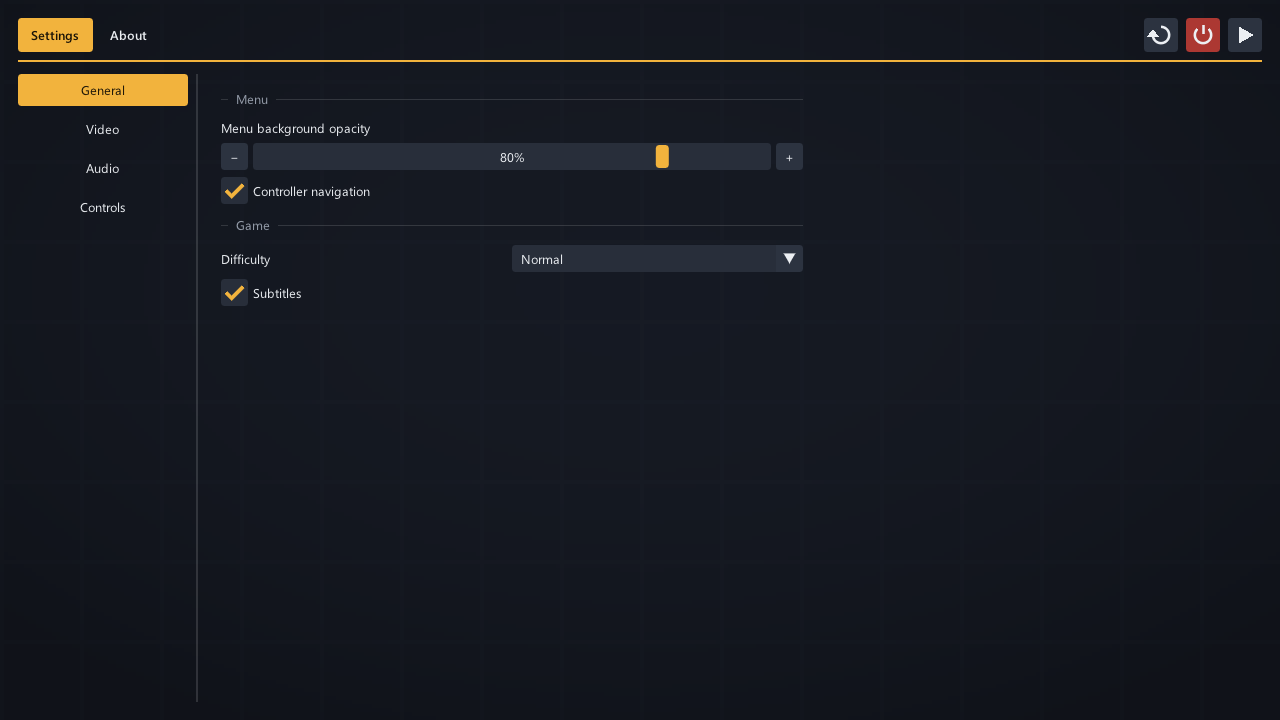 Settings
About
General
Video
Audio
Controls
Menu
Menu background opacity
−
80%
+
Controller navigation
Game
Difficulty
Normal
Subtitles